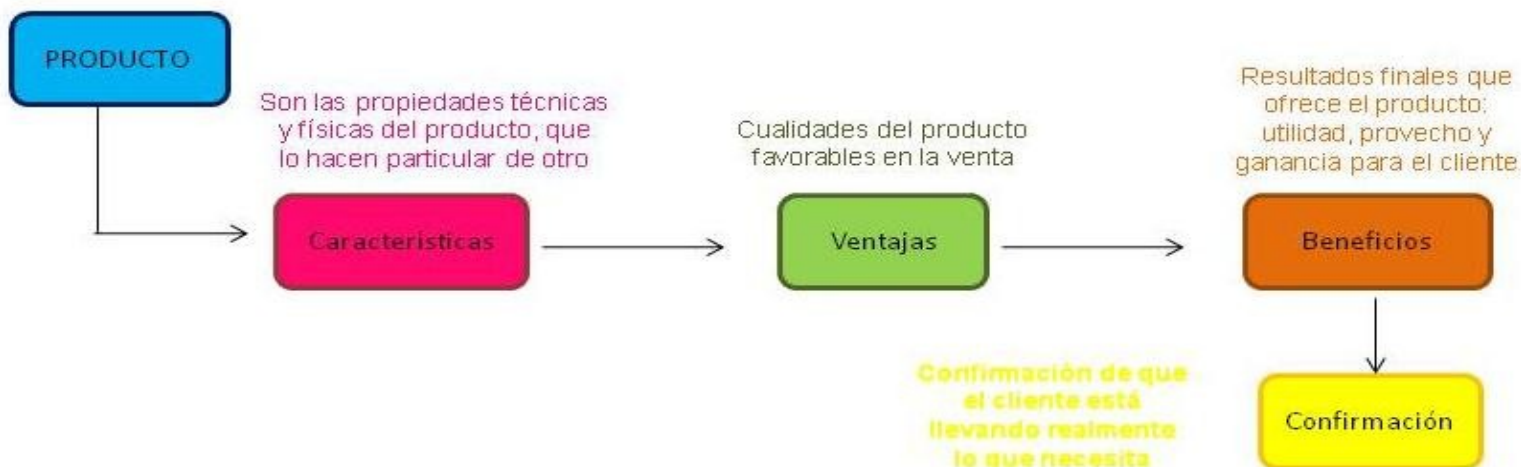 PRODUCTO
Son las propiedades técnicas
y físicas del producto, que
lo hacen particular de otro
Características
Cualidades del producto
favorables en la venta
Ventajas
Resultados finales que
ofrece el producto:
utilidad, provecho y
ganancia para el cliente
Beneficios
Confirmación de que
el cliente está
llevando realmente
lo que necesita
Confirmación